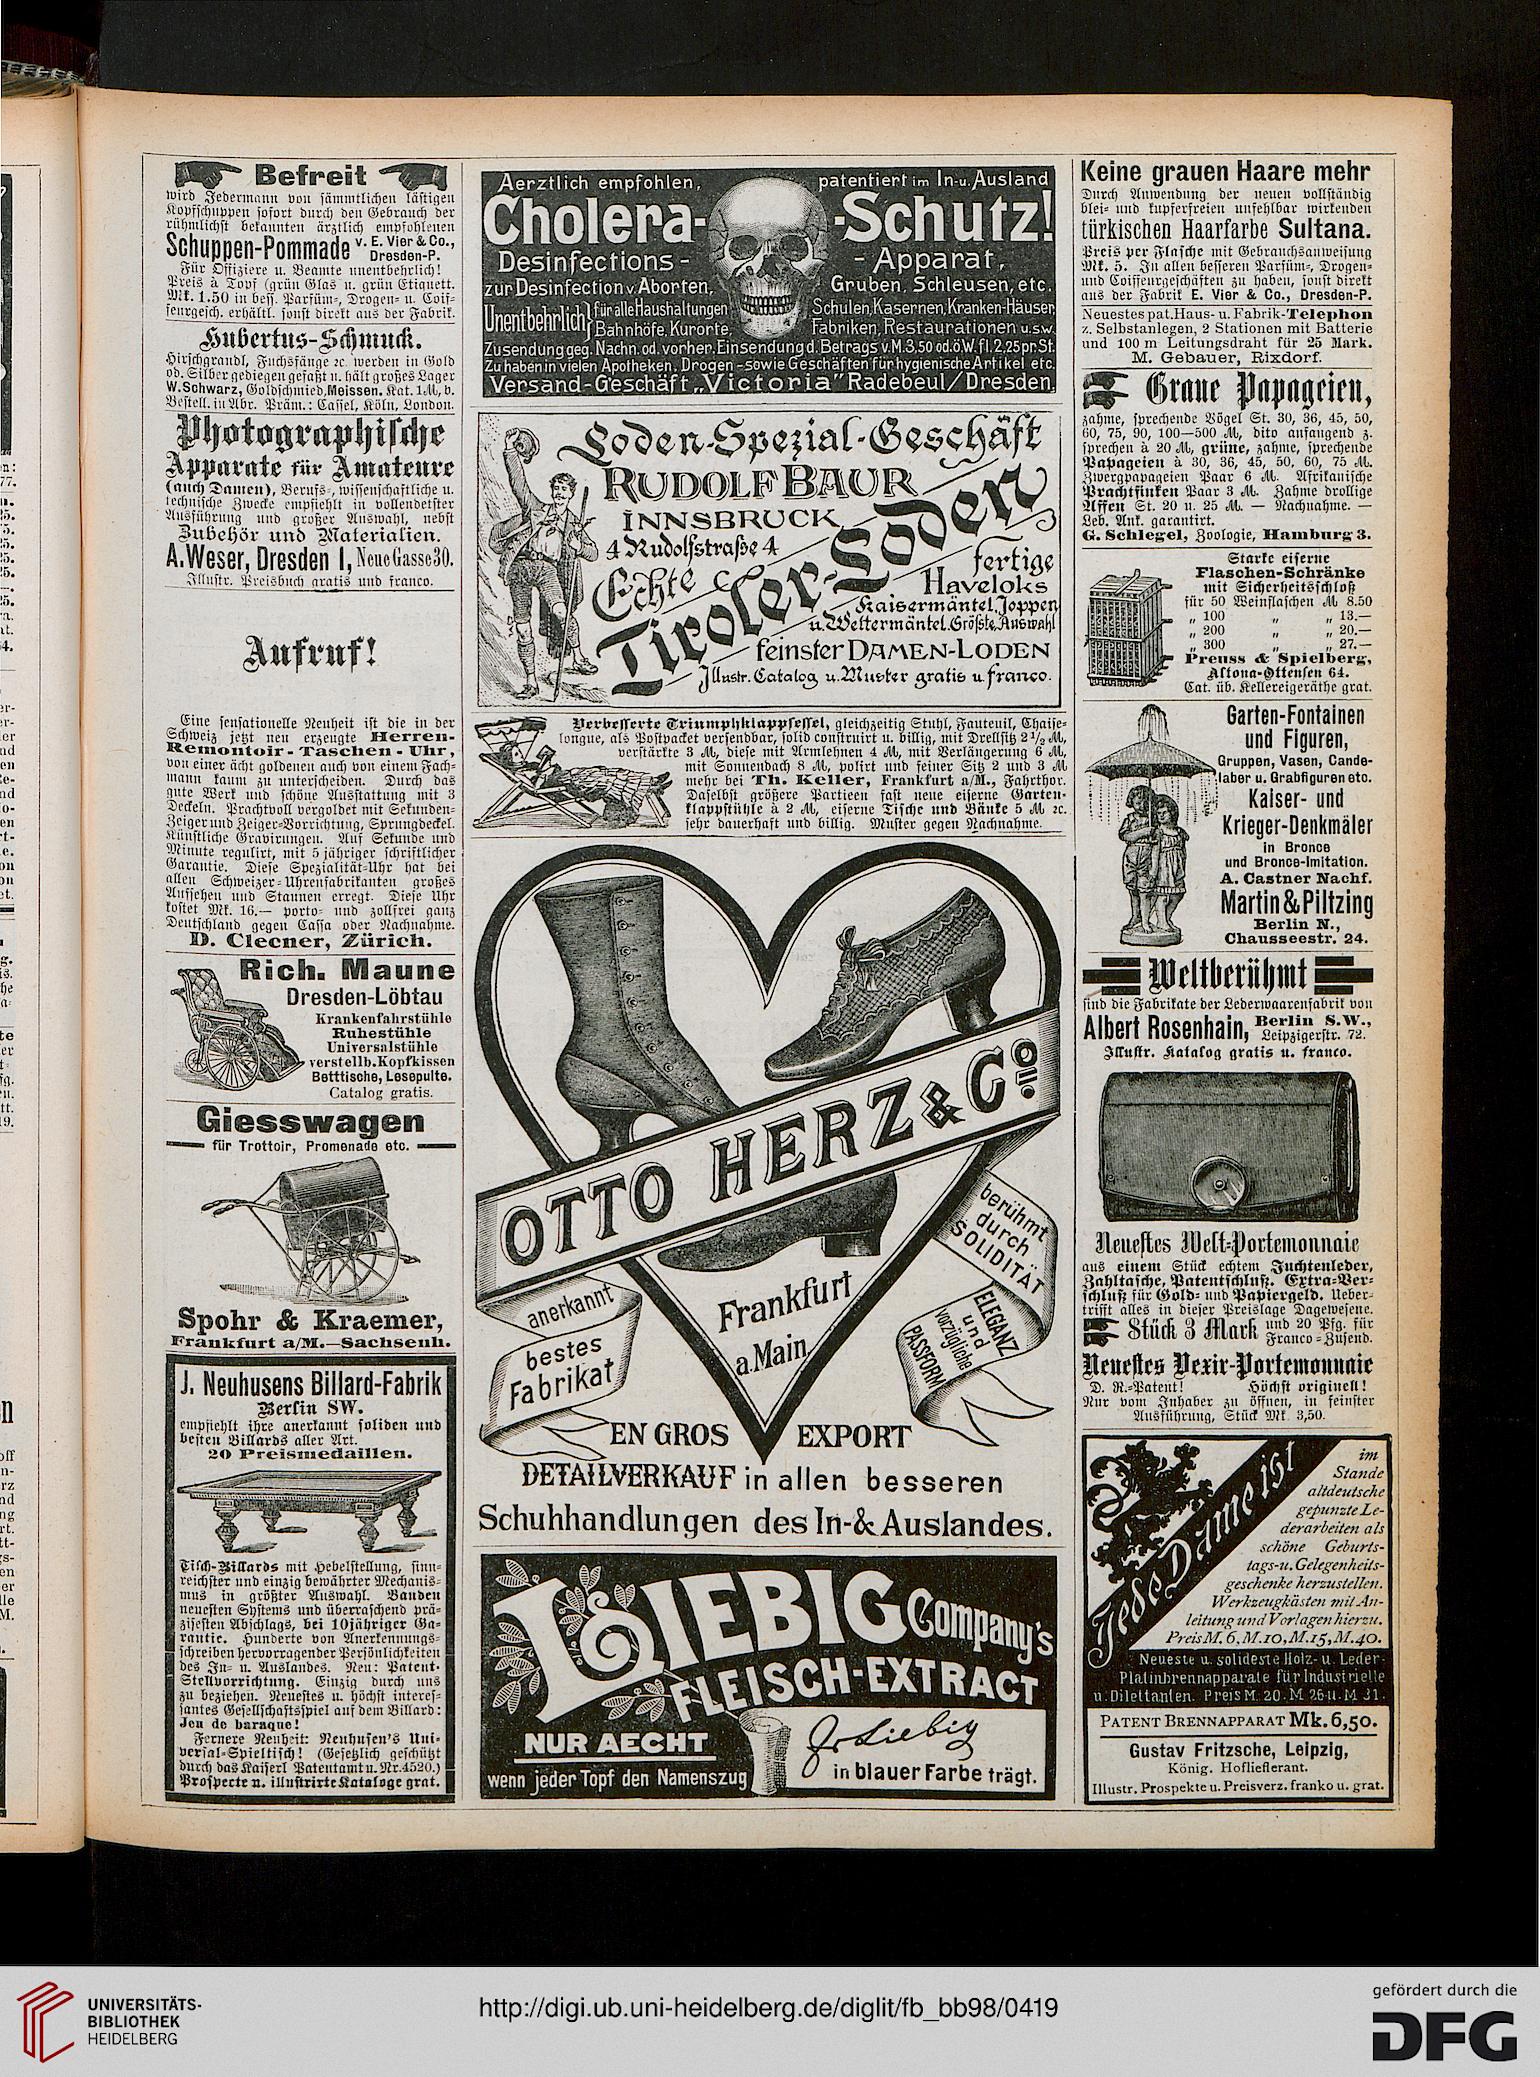 Befreit
wird Jedermann von sämmtlichen lästigen
Kopfschuppen sofort durch den Gebrauch der
rühmlichst bekannten ärztlich empfohlenen
Schuppen-Pommade v. E. Vier & Co.,
Dresden-P.
Für Offiziere u. Beamte unentbehrlich!
Preis à Topf (grün Glas u. grün Etiquett.
Mk. 1.50 in bess. Parfüm-, Drogen- u. Coif-
feurgesch. erhältl. sonst direkt aus der Fabrik.
Hubertus-Schmuck.
Hirschgrandl, Fuchsfänge ec. werden in Gold
od. Silber gediegen gefaßt u. hält großes Lager
W. Schwarz, Goldschmied, Meissen. Kat. 1 M, b.
Bestell. in Abr. Präm.: Cassel, Köln, London.
Photographische
Apparate für Amateure
(auch Damen), Berufs-, wissenschaftliche u.
technische Zwecke empfiehlt in vollendetster
Ausführung und großer Auswahl, nebst
Zubehör und Materialien.
A. Weser, Dresden I, Neue Gasse 30.
Illustr. Preisbuch gratis und franco.
Aufruf!
Eine sensationelle Neuheit ist die in der
Schweiz jetzt neu erzeugte Herren-
Remontoir-Taschen-Uhr,
von einer ächt goldenen auch von einem Fach-
mann kaum zu unterscheiden. Durch das
gute Werk und schöne Ausstattung mit 3
Deckeln. Prachtvoll vergoldet mit Sekunden-
Zeiger und Zeiger-Vorrichtung, Sprungdeckel.
Künstliche Gravirungen. Auf Sekunde und
Minute regulirt, mit 5 jähriger schriftlicher
Garantie. Diese Spezialität-Uhr hat bei
allen Schweizer-Uhrenfabrikanten großes
Aufsehen und Staunen erregt. Diese Uhr
kostet Mk. 16.— porto- und zollfrei ganz
Deutschland gegen Cassa oder Nachnahme.
D. Clecner, Zürich.
Rich. Maune
Dresden-Löbtau
Krankenfahrstühle
Ruhestühle
Universalstühle
verstellb. Kopfkissen
Betttische, Lesepulte.
Catalog gratis.
Giesswagen
für Trottoir, Promenade etc.
Spohr & Kraemer,
Frankfurt a/M.—Sachsenh.
J. Neuhusens Billard-Fabrik
Berlin SW.
empfiehlt ihre anerkannt soliden und
besten Billards aller Art.
20 Preismedaillen.
Tisch-Billards mit Hebelstellung, sinn-
reichster und einzig bewährter Mechanis-
mus in größter Auswahl. Banden
neuesten Systems und überraschend prä-
zisesten Abschlags, bei 10jähriger Ga-
rantie. Hunderte von Anerkennungs-
schreiben hervorragender Persönlichkeiten
des In- u. Auslandes. Neu: Patent-
Stellvorrichtung. Einzig durch uns
zu beziehen. Neuestes u. höchst interes-
santes Gesellschaftsspiel auf dem Billard:
Jeu de baraque!
Fernere Neuheit: Neuhusen's Uni-
versal-Spieltisch! (Gesetzlich geschützt
durch das Kaiserl Patentamt u. Nr. 4520.)
Prospecte u. illustrirte Kataloge grat.
Aerztlich empfohlen, patentiert im In- u. Ausland
Cholera-Schutz!
Desinfections-Apparat,
zur Desinfection v. Aborten, Gruben, Schleusen, etc.
Unentbehrlich für alle Haushaltungen Schulen, Kasernen, Kranken-Häuser,
Bahnhöfe, Kurorte, Fabriken, Restaurationen u.s.w.
Zusendung geg. Nachn. od. vorher. Einsendung d. Betrags v. M. 3,50 od. ö.W. fl. 2,25 pr. St.
Zu haben in vielen Apotheken, Drogen- sowie Geschäften für hygienische Artikel etc.
Versand-Geschäft „Victoria" Radebeul/Dresden.
Loden-Spezial-Geschäft
RUDOLF BAUR
INNSBRUCK
4 Rudolfstraße 4
Echte
Tiroler-Loden
fertige
Haveloks
Kaisermäntel, Joppen
u. Wettermäntel. Größte Auswahl
feinster DAMEN-LODEN
Illustr. Catalog u. Muster gratis u franco.
Verbesserte Triumphklappsessel, gleichzeitig Stuhl, Fauteuil, Chaise-
longue, als Postpacket versendbar, solid construirt u. billig, mit Drellsitz 2 1/2 M,
verstärkte 3 M, diese mit Armlehnen 4 M, mit Verlängerung 6 M,
mit Sonnendach 8 M, polirt und feiner Sitz 2 und 3 M
mehr bei Th. Keller, Frankfurt a/M., Fahrthor.
Daselbst größere Partieen fast neue eiserne Garten-
klappstühle à 2 M, eiserne Tische und Bänke 5 M ec.
sehr dauerhaft und billig. Muster gegen Nachnahme.
OTTO HERZ & Co.
anerkannt
bestes
Fabrikat
Frankfurt
a. Main
berühmt
durch
SOLIDITÄT
ELEGANZ
und
vorzügliche
PASSFORM
EN GROS EXPORT
DETAILVERKAUF in allen besseren
Schuhhandlungen des In- & Auslandes.
LIEBIG Company's
FLEISCH-EXTRACT
NUR AECHT
wenn jeder Topf den Namenszug
J v Liebig
in blauer Farbe trägt.
Keine grauen Haare mehr
Durch Anwendung der neuen vollständig
blei- und kupferfreien unfehlbar wirkenden
türkischen Haarfarbe Sultana.
Preis per Flasche mit Gebrauchsanweisung
Mk. 5. In allen besseren Parfüm-, Drogen-
und Coiffeurgeschäften zu haben, sonst direkt
aus der Fabrik E. Vier & Co., Dresden-P.
Neuestes pat. Haus- u. Fabrik-Telephon
z. Selbstanlegen, 2 Stationen mit Batterie
und 100 m Leitungsdraht für 25 Mark.
M. Gebauer, Rixdorf.
Graue Papageien,
zahme, sprechende Vögel St. 30, 36, 45, 50,
60, 75, 90, 100—500 M, dito anfangend z.
sprechen à 20 M, grüne, zahme, sprechende
Papageien à 30, 36, 45, 50, 60, 75 M.
Zwergpapageien Paar 6 M. Afrikanische
Prachtfinken Paar 3 M. Zahme drollige
Affen St. 20 u. 25 M. — Nachnahme. —
Leb. Ank. garantirt.
G. Schlegel, Zoologie, Hamburg 3.
Starke eiserne
Flaschen-Schränke
mit Sicherheitsschloß
für 50 Weinflaschen M 8.50
„ 100 „ „ 13.—
„ 200 „ „ 20.—
„ 300 „ „ 27.—
Preuss & Spielberg,
Altona-Ottensen 64.
Cat. üb. Kellereigeräthe grat.
Garten-Fontainen
und Figuren,
Gruppen, Vasen, Cande-
laber u. Grabfiguren etc.
Kaiser- und
Krieger-Denkmäler
in Bronce
und Bronce-Imitation.
A. Castner Nachf.
Martin & Piltzing
Berlin N.,
Chausseestr. 24.
Weltberühmt
sind die Fabrikate der Lederwaarenfabrik von
Albert Rosenhain, Berlin S.W.,
Leipzigerstr. 72.
Illustr. Katalog gratis u. franco.
Neuestes Welt-Portemonnaie
aus einem Stück echtem Juchtenleder,
Zahltasche, Patentschluß. Extra-Ver-
schluß für Gold- und Papiergeld. Ueber-
trifft alles in dieser Preislage Dagewesene.
Stück 3 Mark und 20 Pfg. für
Franco-Zusend.
Neuestes Vexir-Portemonnaie
D. R.-Patent! Höchst originell!
Nur vom Inhaber zu öffnen, in feinster
Ausführung, Stück Mk. 3,50.
Jede Dame ist
im
Stande
altdeutsche
gepunzte Le-
derarbeiten als
schöne Geburts-
tags- u. Gelegenheits-
geschenke herzustellen.
Werkzeugkästen mit An-
leitung und Vorlagen hierzu.
Preis M. 6, M. 10, M. 15, M. 40.
Neueste u. solideste Holz- u. Leder-
Platinbrennapparate für Industrielle
u. Dilettanten. Preis M. 20. M 26 u. M 31.
PATENT BRENNAPPARAT Mk. 6,50.
Gustav Fritzsche, Leipzig,
König. Hoflieflerant.
Illustr. Prospekte u. Preisverz. franko u. grat.
UNIVERSITÄTS-
BIBLIOTHEK
HEIDELBERG
http://digi.ub.uni-heidelberg.de/diglit/fb_bb98/0419
gefördert durch die
DFG